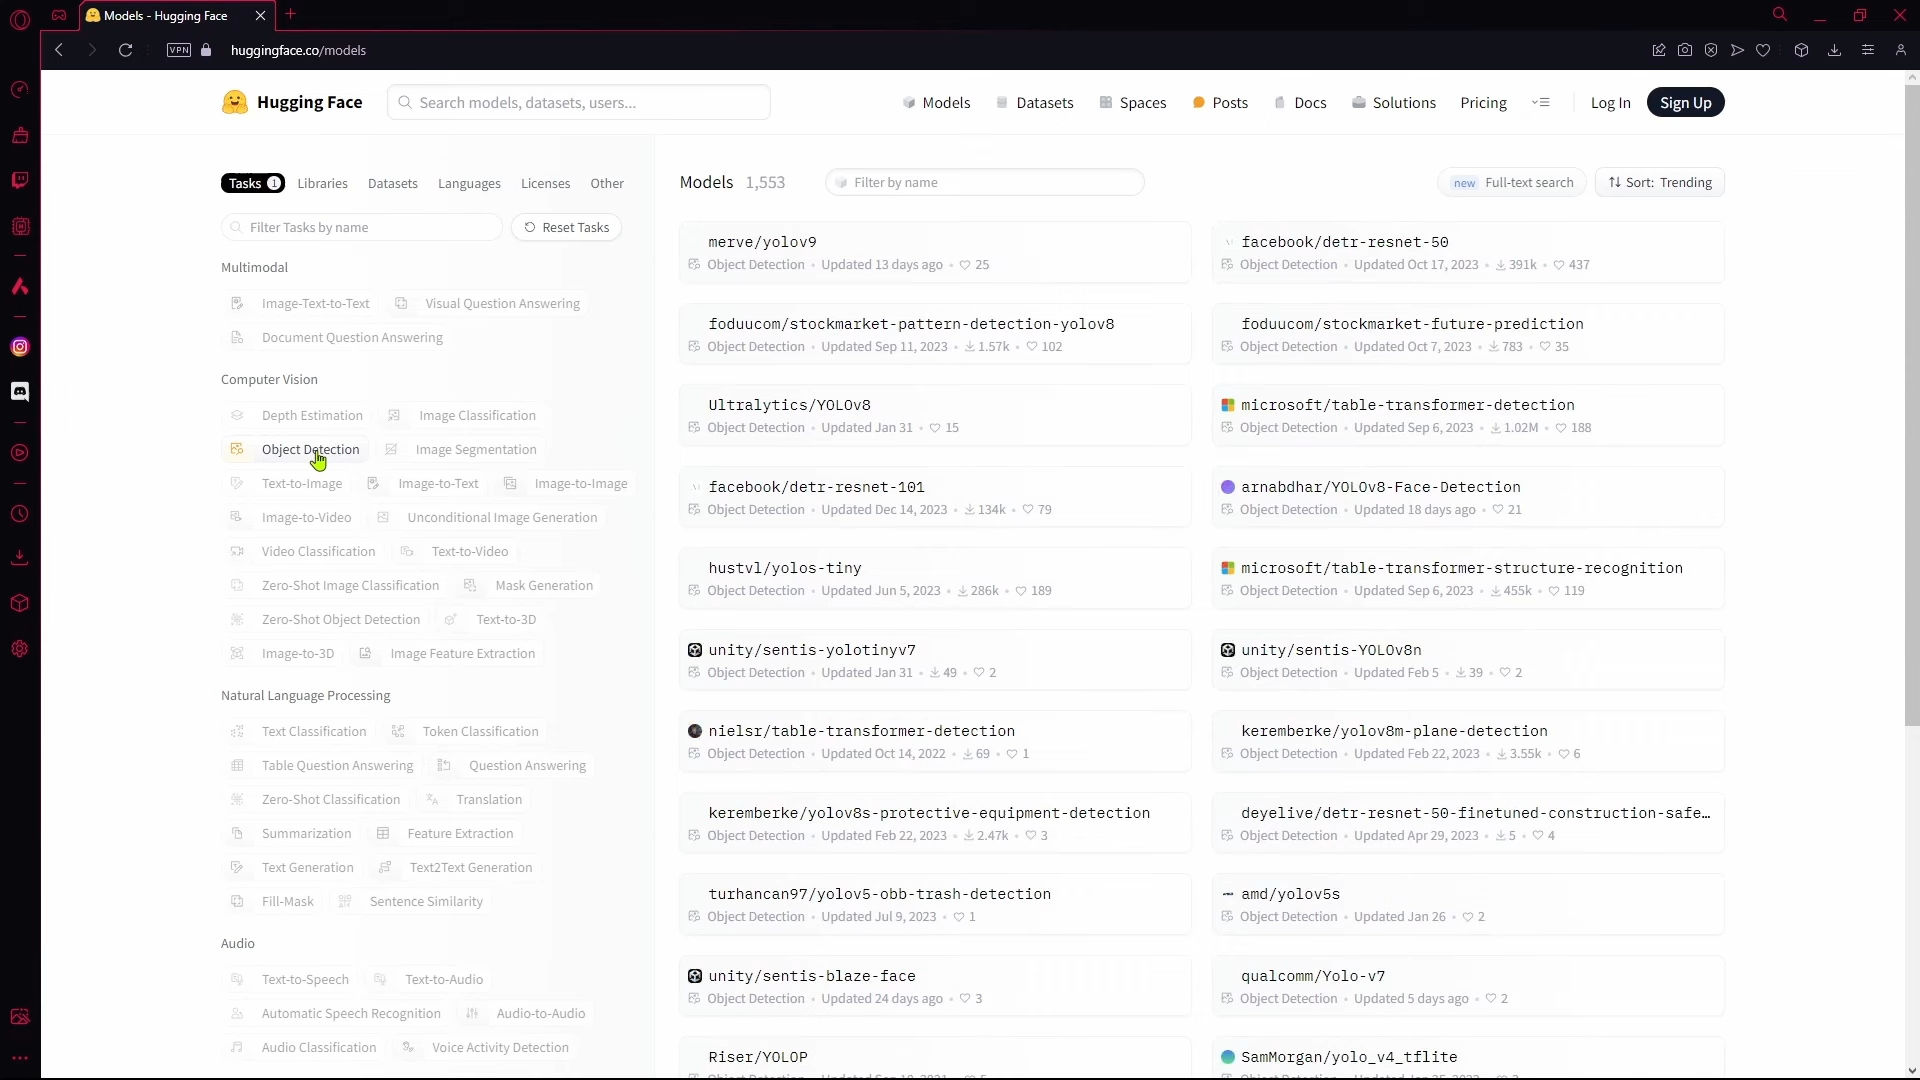 Models - Hugging Face
VPN
huggingface.co/models
Hugging Face
Search models, datasets, users...
Models
Datasets
Spaces
Posts
Docs
Solutions
Pricing
Log In
Sign Up
Tasks 1
Libraries
Datasets
Languages
Licenses
Other
Filter Tasks by name
Reset Tasks
Multimodal
Image-Text-to-Text
Visual Question Answering
Document Question Answering
Computer Vision
Depth Estimation
Image Classification
Object Detection
Image Segmentation
Text-to-Image
Image-to-Text
Image-to-Image
Image-to-Video
Unconditional Image Generation
Video Classification
Text-to-Video
Zero-Shot Image Classification
Mask Generation
Zero-Shot Object Detection
Text-to-3D
Image-to-3D
Image Feature Extraction
Natural Language Processing
Text Classification
Token Classification
Table Question Answering
Question Answering
Zero-Shot Classification
Translation
Summarization
Feature Extraction
Text Generation
Text2Text Generation
Fill-Mask
Sentence Similarity
Audio
Text-to-Speech
Text-to-Audio
Automatic Speech Recognition
Audio-to-Audio
Audio Classification
Voice Activity Detection
Models 1,553
Filter by name
new Full-text search
Sort: Trending
merve/yolov9
Object Detection • Updated 13 days ago • 25
facebook/detr-resnet-50
Object Detection • Updated Oct 17, 2023 • 391k • 437
foduucom/stockmarket-pattern-detection-yolov8
Object Detection • Updated Sep 11, 2023 • 1.57k • 102
foduucom/stockmarket-future-prediction
Object Detection • Updated Oct 7, 2023 • 783 • 35
Ultralytics/YOLOv8
Object Detection • Updated Jan 31 • 15
microsoft/table-transformer-detection
Object Detection • Updated Sep 6, 2023 • 1.02M • 188
facebook/detr-resnet-101
Object Detection • Updated Dec 14, 2023 • 134k • 79
arnabdhar/YOLOv8-Face-Detection
Object Detection • Updated 18 days ago • 21
hustvl/yolos-tiny
Object Detection • Updated Jun 5, 2023 • 286k • 189
microsoft/table-transformer-structure-recognition
Object Detection • Updated Sep 6, 2023 • 455k • 119
unity/sentis-yolotinyv7
Object Detection • Updated Jan 31 • 49 • 2
unity/sentis-YOLOv8n
Object Detection • Updated Feb 5 • 39 • 2
nielsr/table-transformer-detection
Object Detection • Updated Oct 14, 2022 • 69 • 1
keremberke/yolov8m-plane-detection
Object Detection • Updated Feb 22, 2023 • 3.55k • 6
keremberke/yolov8s-protective-equipment-detection
Object Detection • Updated Feb 22, 2023 • 2.47k • 3
deyelive/detr-resnet-50-finetuned-construction-safe…
Object Detection • Updated Apr 29, 2023 • 5 • 4
turhancan97/yolov5-obb-trash-detection
Object Detection • Updated Jul 9, 2023 • 1
amd/yolov5s
Object Detection • Updated Jan 26 • 2
unity/sentis-blaze-face
Object Detection • Updated 24 days ago • 3
qualcomm/Yolo-v7
Object Detection • Updated 5 days ago • 2
Riser/YOLOP
SamMorgan/yolo_v4_tflite